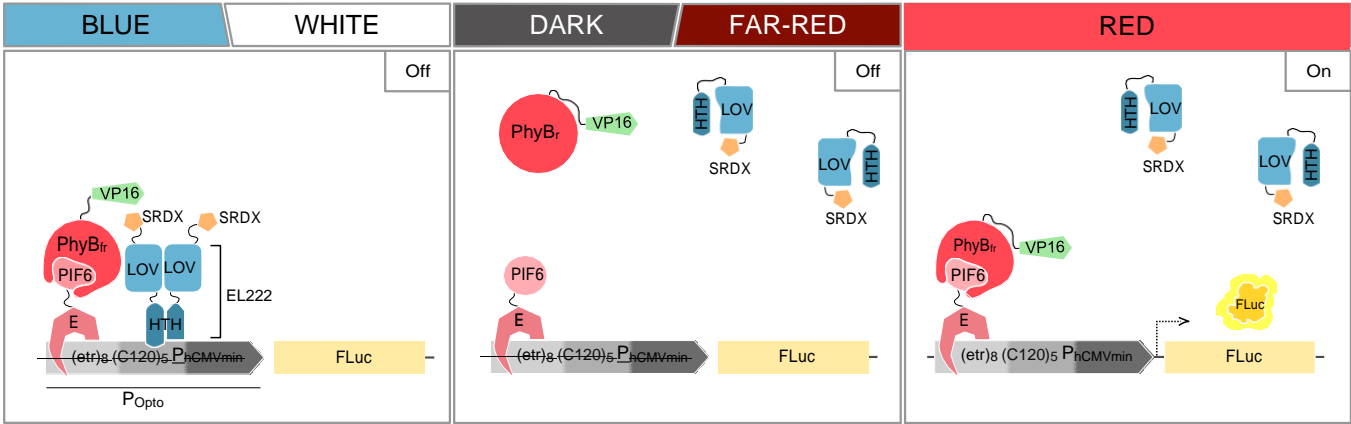 BLUE
WHITE
DARK
FAR-RED
RED
Off
VP16
SRDX
SRDX
PhyBfr
PIF6
LOV
LOV
EL222
E
HTH
(etr)8 (C120)5 PhCMVmin
FLuc
POpto
Off
PhyBr
VP16
HTH
LOV
SRDX
LOV
HTH
SRDX
PIF6
E
(etr)8 (C120)5 PhCMVmin
FLuc
On
HTH
LOV
SRDX
LOV
HTH
SRDX
PhyBfr
VP16
PIF6
FLuc
E
(etr)8 (C120)5 PhCMVmin
FLuc